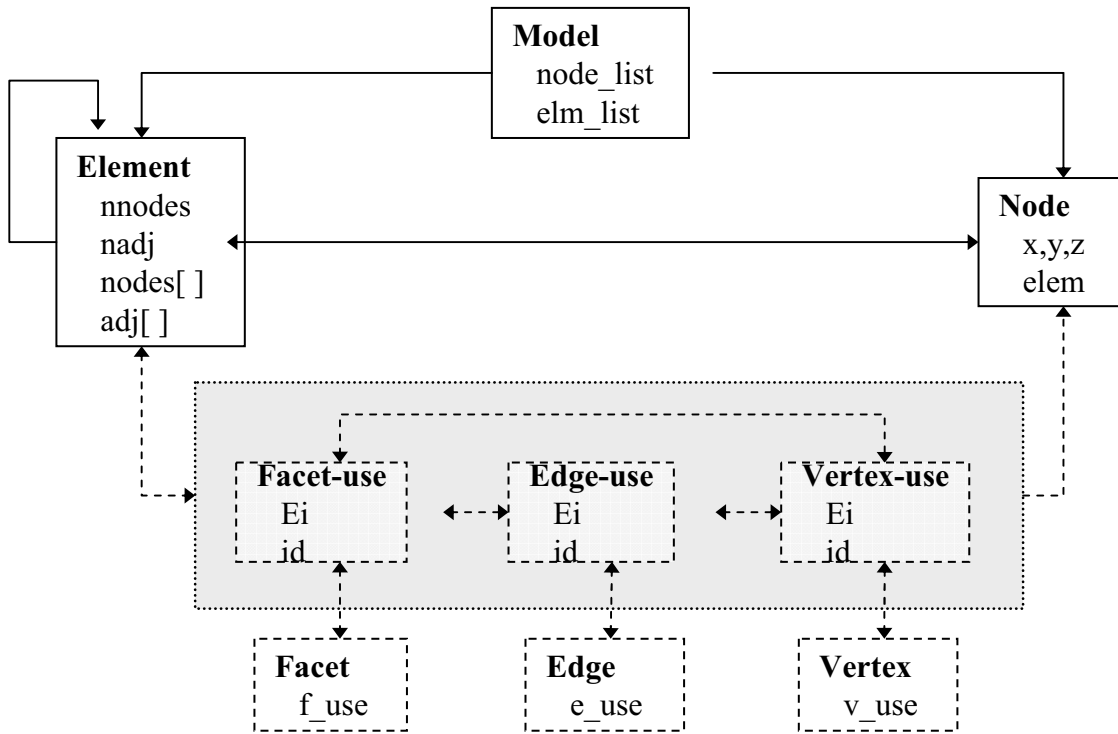 Model
node_list
elm_list
Element
nnodes
nadj
nodes[ ]
adj[ ]
Node
x,y,z
elem
Facet-use
Ei
id
Edge-use
Ei
id
Vertex-use
Ei
id
Facet
f_use
Edge
e_use
Vertex
v_use